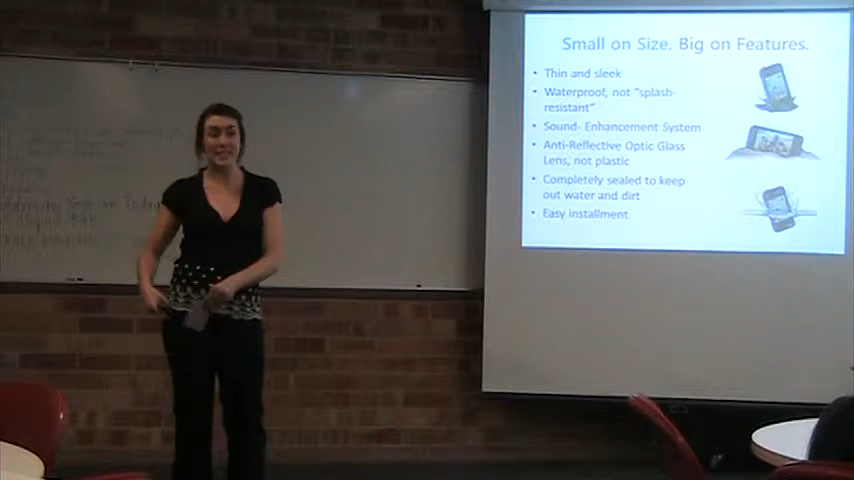 Small on Size. Big on Features.
• Thin and sleek
• Waterproof, not "splash-
resistant"
• Sound- Enhancement System
• Anti-Reflective Optic Glass
Lens, not plastic
• Completely sealed to keep
out water and dirt
• Easy installment